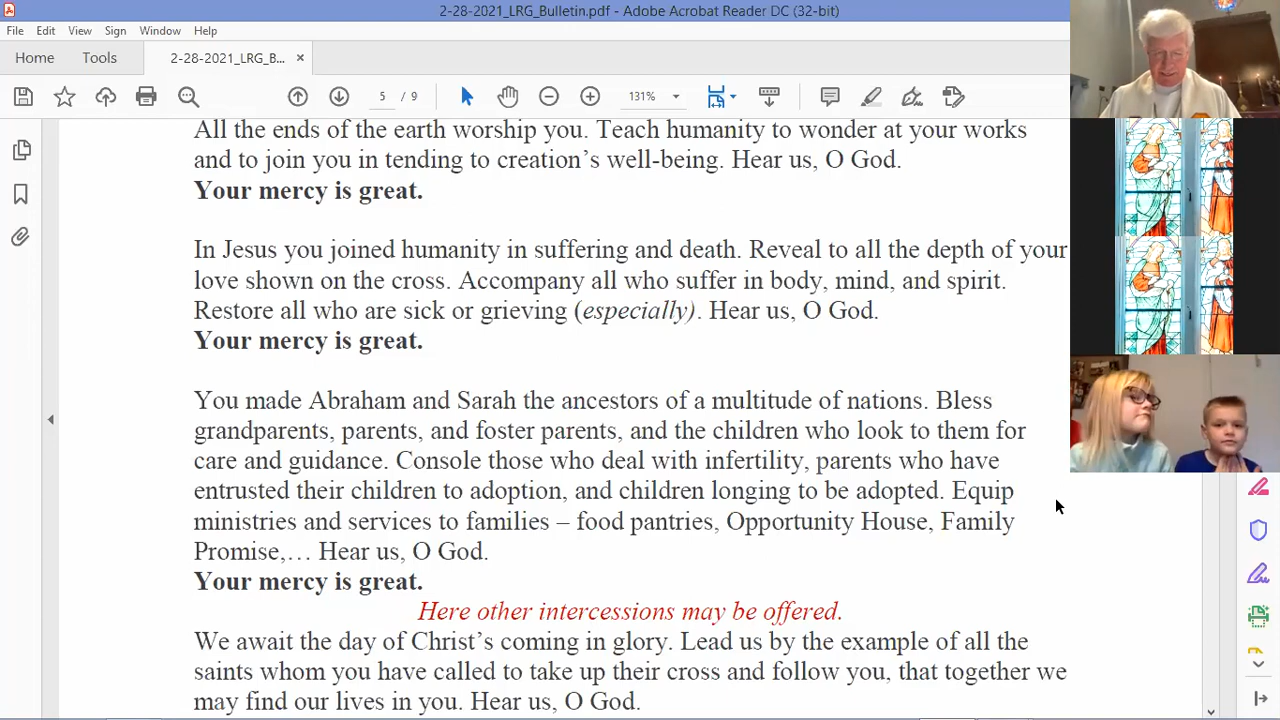 2-28-2021_LRG_Bulletin.pdf - Adobe Acrobat Reader DC (32-bit)
File Edit View Sign Window Help
Home Tools 2-28-2021_LRG_B... ×
5 / 9 131%
All the ends of the earth worship you. Teach humanity to wonder at your works
and to join you in tending to creation’s well-being. Hear us, O God.
Your mercy is great.
In Jesus you joined humanity in suffering and death. Reveal to all the depth of your
love shown on the cross. Accompany all who suffer in body, mind, and spirit.
Restore all who are sick or grieving (especially). Hear us, O God.
Your mercy is great.
You made Abraham and Sarah the ancestors of a multitude of nations. Bless
grandparents, parents, and foster parents, and the children who look to them for
care and guidance. Console those who deal with infertility, parents who have
entrusted their children to adoption, and children longing to be adopted. Equip
ministries and services to families – food pantries, Opportunity House, Family
Promise,… Hear us, O God.
Your mercy is great.
Here other intercessions may be offered.
We await the day of Christ’s coming in glory. Lead us by the example of all the
saints whom you have called to take up their cross and follow you, that together we
may find our lives in you. Hear us, O God.